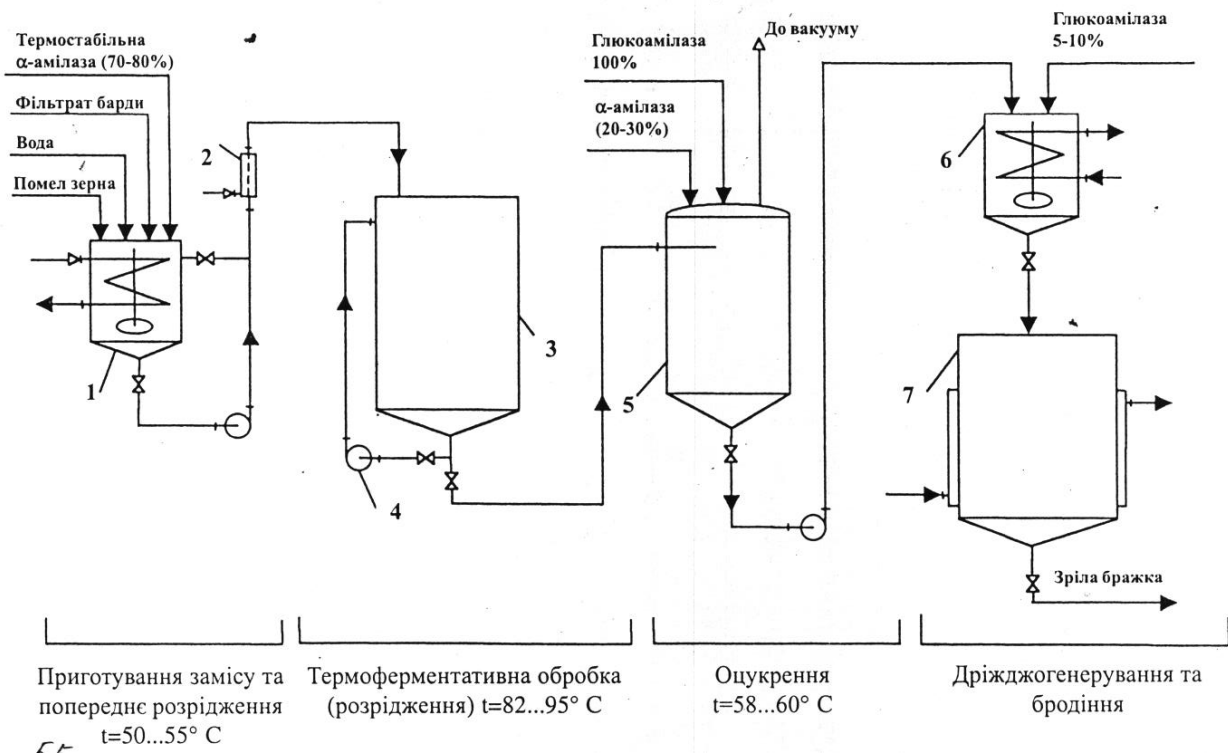 Термостабільна
α-амілаза (70-80%)
Фільтрат барди
Вода
Помел зерна
1
2
3
4
Глюкоамілаза
100%
α-амілаза
(20-30%)
До вакууму
5
Глюкоамілаза
5-10%
6
7
Зріла бражка
Приготування замісу та
попереднє розрідження
t=50...55° С
Термоферментативна обробка
(розрідження) t=82...95° С
Оцукрення
t=58...60° С
Дріжджогенерування та
бродіння